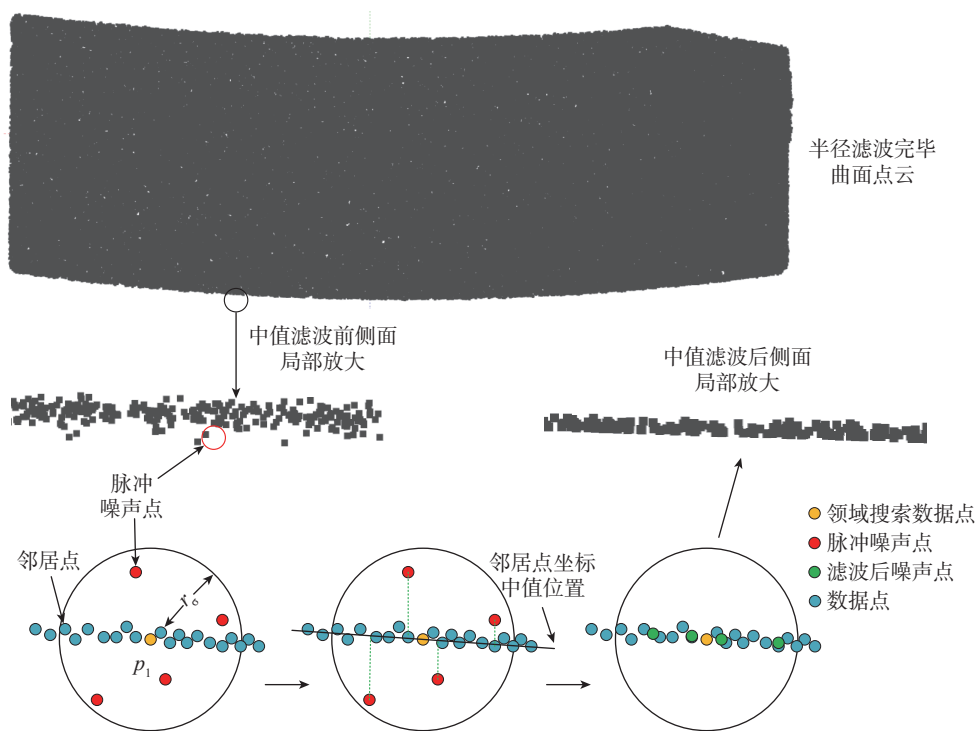 半径滤波完毕
曲面点云
中值滤波前侧面
局部放大
中值滤波后侧面
局部放大
脉冲
噪声点
邻居点
r_σ
p₁
邻居点坐标
中值位置
领域搜索数据点
脉冲噪声点
滤波后噪声点
数据点